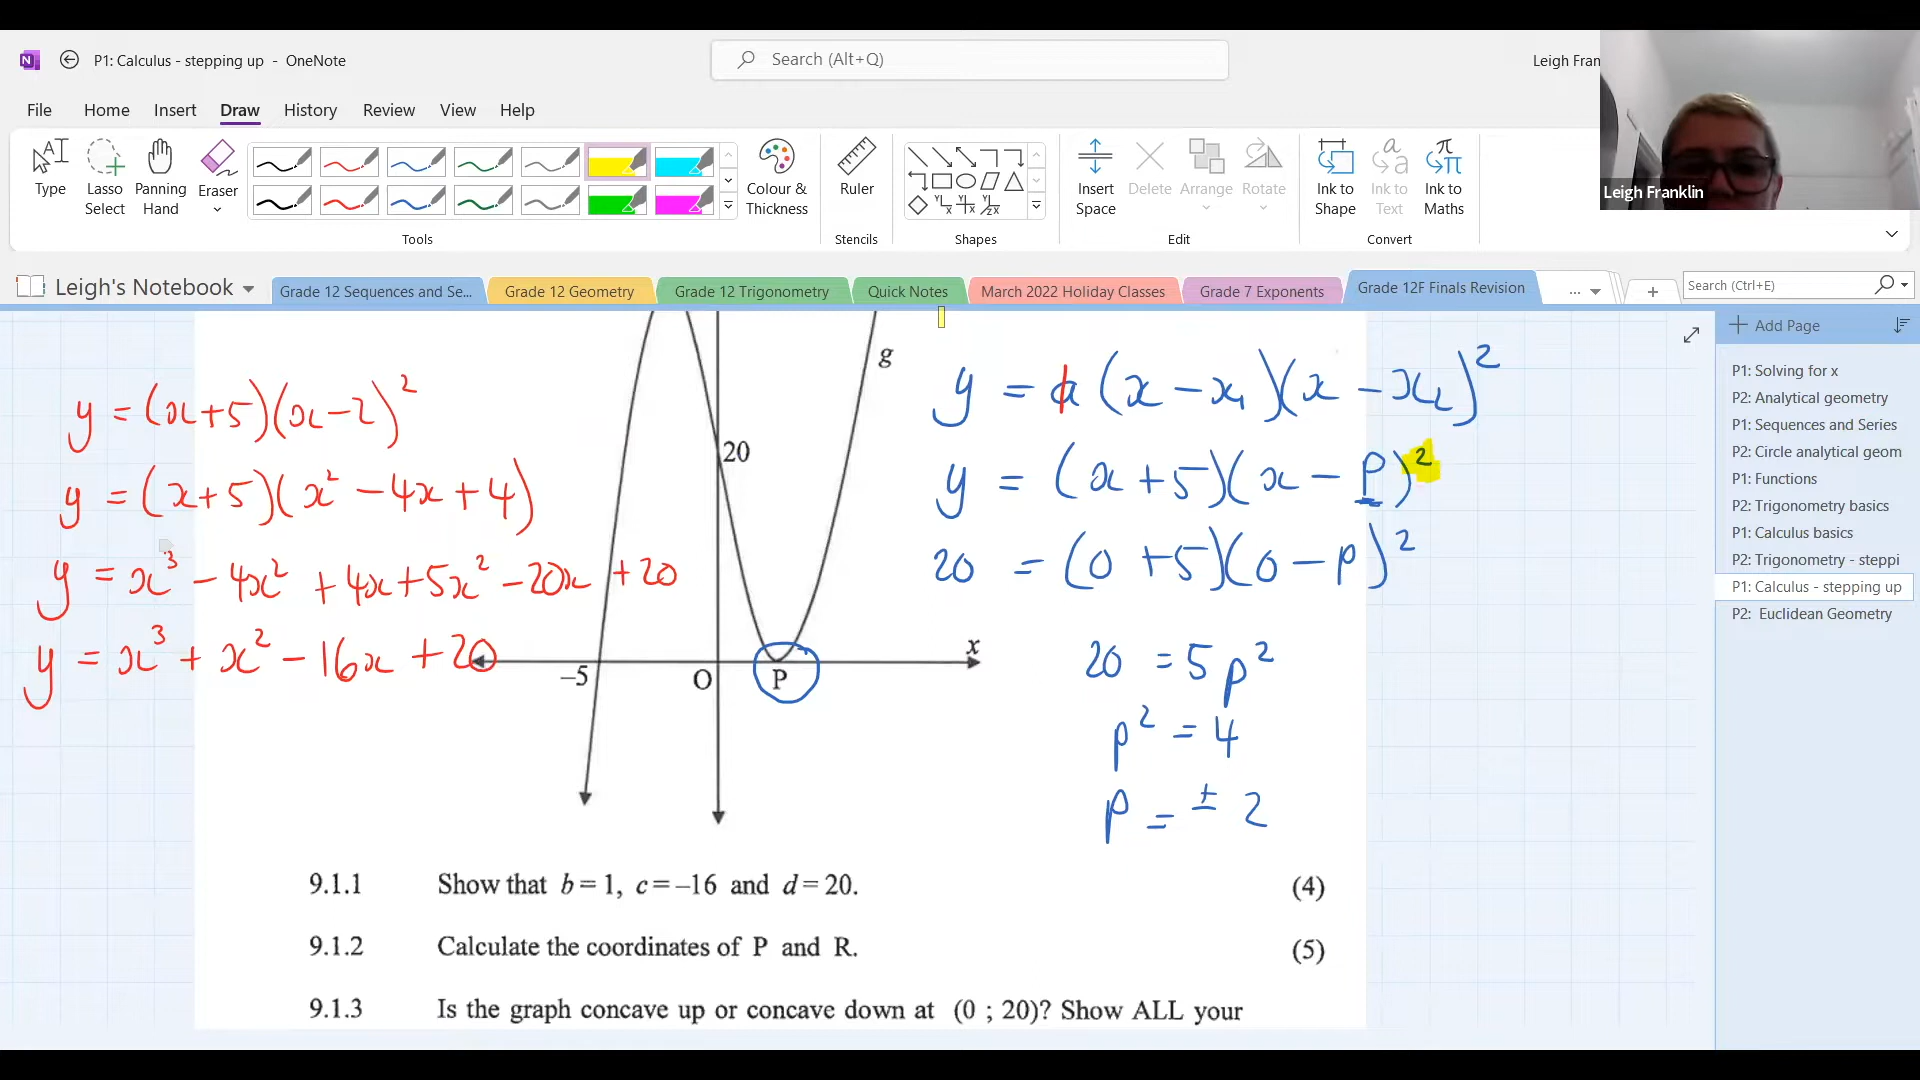 P1: Calculus - stepping up - OneNote
Search (Alt+Q)
Leigh Fran
File Home Insert Draw History Review View Help
Type
Lasso Select
Panning Hand
Eraser
Colour & Thickness
Ruler
Insert Space
Delete
Arrange
Rotate
Ink to Shape
Ink to Text
Ink to Maths
Tools
Stencils
Shapes
Edit
Convert
Leigh Franklin
Leigh's Notebook
Grade 12 Sequences and Se...
Grade 12 Geometry
Grade 12 Trigonometry
Quick Notes
March 2022 Holiday Classes
Grade 7 Exponents
Grade 12F Finals Revision
...
Search (Ctrl+E)
Add Page
P1: Solving for x
P2: Analytical geometry
P1: Sequences and Series
P2: Circle analytical geom
P1: Functions
P2: Trigonometry basics
P1: Calculus basics
P2: Trigonometry - steppi
P1: Calculus - stepping up
P2: Euclidean Geometry
y = (x+5)(x-2)²
y = (x+5)(x² - 4x + 4)
y = x³ - 4x² + 4x + 5x² - 20x + 20
y = x³ + x² - 16x + 20
g
20
x
-5
O
P
y = a(x - x₁)(x - x₂)²
y = (x+5)(x - P)²
20 = (0+5)(0 - p)²
20 = 5p²
p² = 4
p = ± 2
9.1.1 Show that b = 1, c = –16 and d = 20. (4)
9.1.2 Calculate the coordinates of P and R. (5)
9.1.3 Is the graph concave up or concave down at (0 ; 20)? Show ALL your